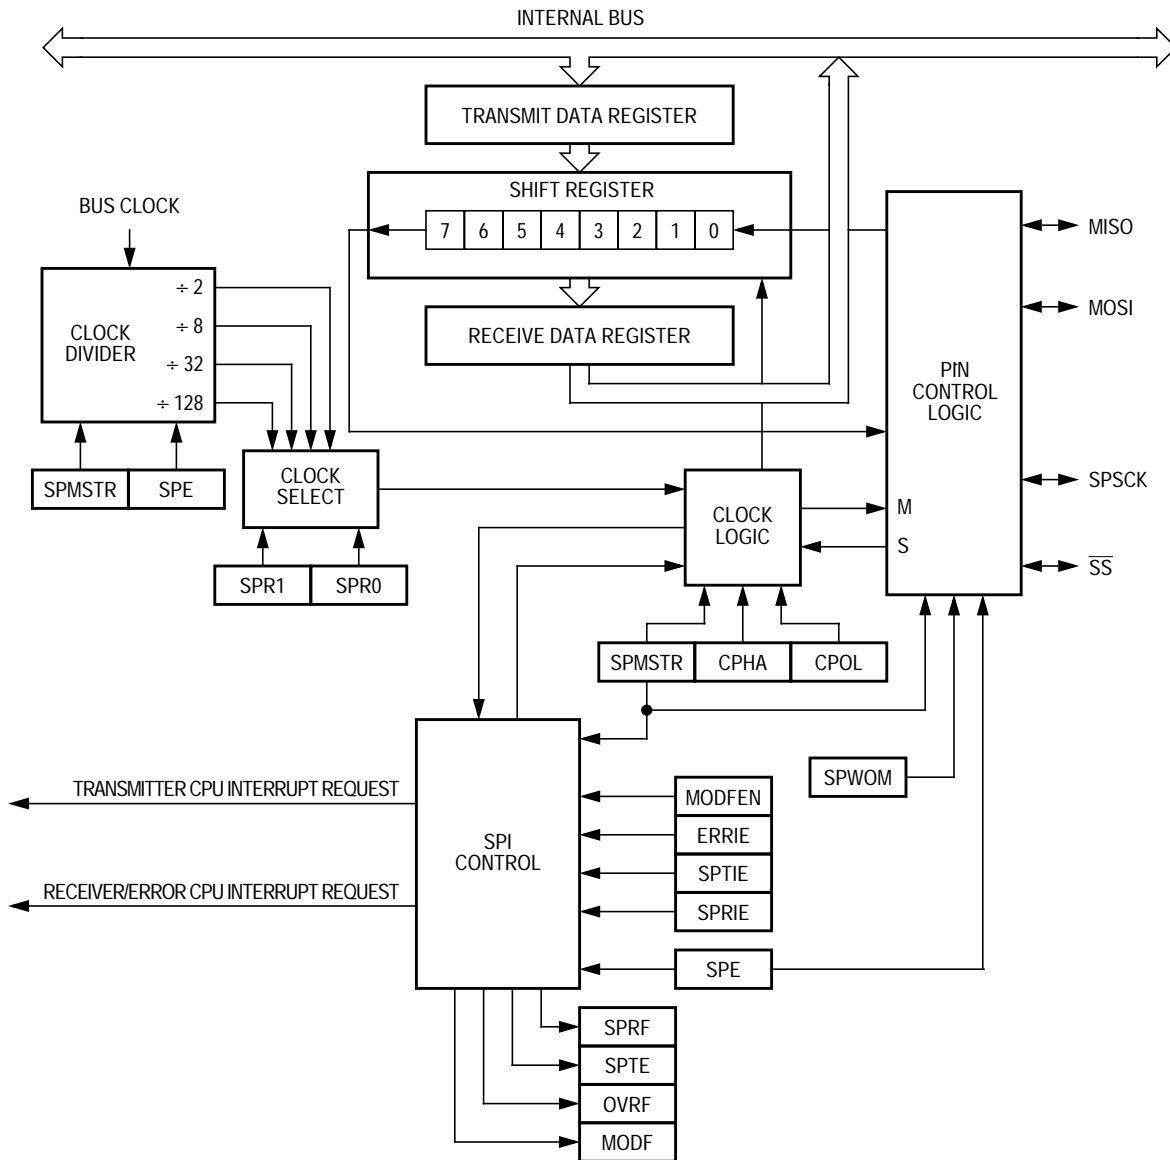 INTERNAL BUS
TRANSMIT DATA REGISTER
SHIFT REGISTER
7 6 5 4 3 2 1 0
BUS CLOCK
CLOCK
DIVIDER
÷ 2
÷ 8
÷ 32
÷ 128
RECEIVE DATA REGISTER
PIN
CONTROL
LOGIC
MISO
MOSI
SPSCK
SS
M
S
SPMSTR SPE
CLOCK
SELECT
SPR1 SPR0
CLOCK
LOGIC
SPMSTR CPHA CPOL
SPWOM
TRANSMITTER CPU INTERRUPT REQUEST
RECEIVER/ERROR CPU INTERRUPT REQUEST
SPI
CONTROL
MODFEN
ERRIE
SPTIE
SPRIE
SPE
SPRF
SPTE
OVRF
MODF